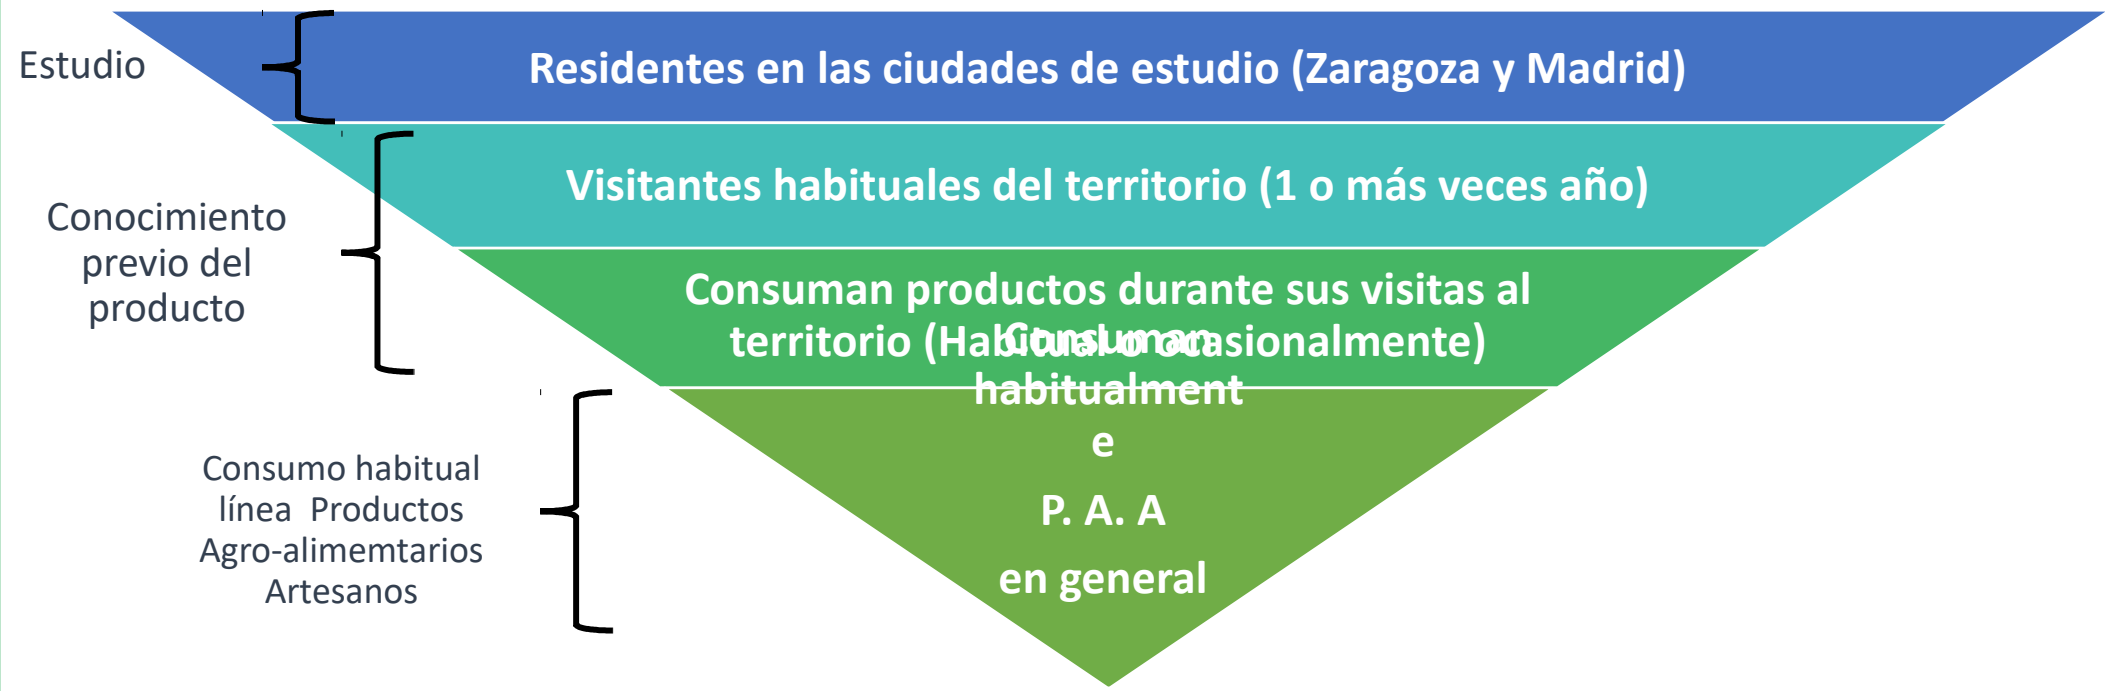 Estudio
Residentes en las ciudades de estudio (Zaragoza y Madrid)
Visitantes habituales del territorio (1 o más veces año)
Conocimiento
previo del
producto
Consuman productos durante sus visitas al
territorio (Habitual o ocasionalmente)
Consuman
habitualment
e
P. A. A
en general
Consumo habitual
línea Productos
Agro-alimemtarios
Artesanos